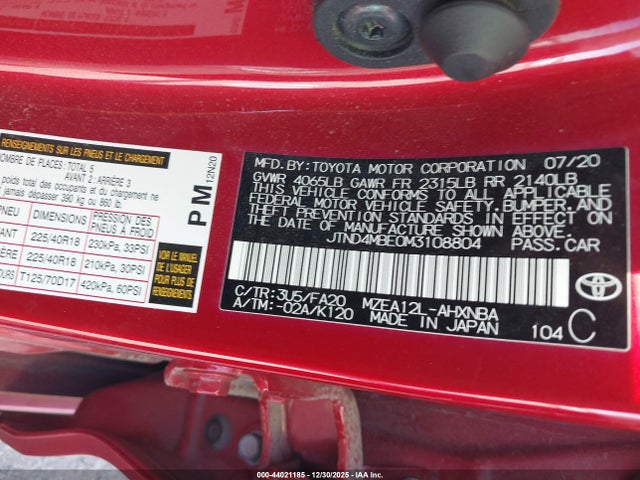 RENSEIGNEMENTS SUR LES PNEUS ET LE CHARGEMENT
NOMBRE DE PLACES: TOTAL 5
AVANT 2: ARRIÈRE 3
poids total des occupants et du chargement ne
jamais dépasser 390 kg ou 860 lb.
PNEU DIMENSIONS PRESSION DES PNEUS À FROID
AVANT 225/40R18 230kPa, 33PSI
225/40R18 210kPa, 30PSI
T125/70D17 420kPa, 60PSI
VOIR LE MANUEL DE L'USAGER POUR PLUS DE RENSEIGNEMENTS
PM 12N20
MFD. BY: TOYOTA MOTOR CORPORATION 07/20
GVWR 4065LB GAWR FR 2315LB RR 2140LB
THIS VEHICLE CONFORMS TO ALL APPLICABLE
FEDERAL MOTOR VEHICLE SAFETY, BUMPER, AND
THEFT PREVENTION STANDARDS IN EFFECT ON
THE DATE OF MANUFACTURE SHOWN ABOVE.
JTND4MBE0M3108804 PASS.CAR
C/TR: 3U5/FA20 MZEA12L-AHXNBA
A/TM: -02A/K120 MADE IN JAPAN
104 C
TOYOTA
000-44021185 - 12/30/2025 - IAA Inc.